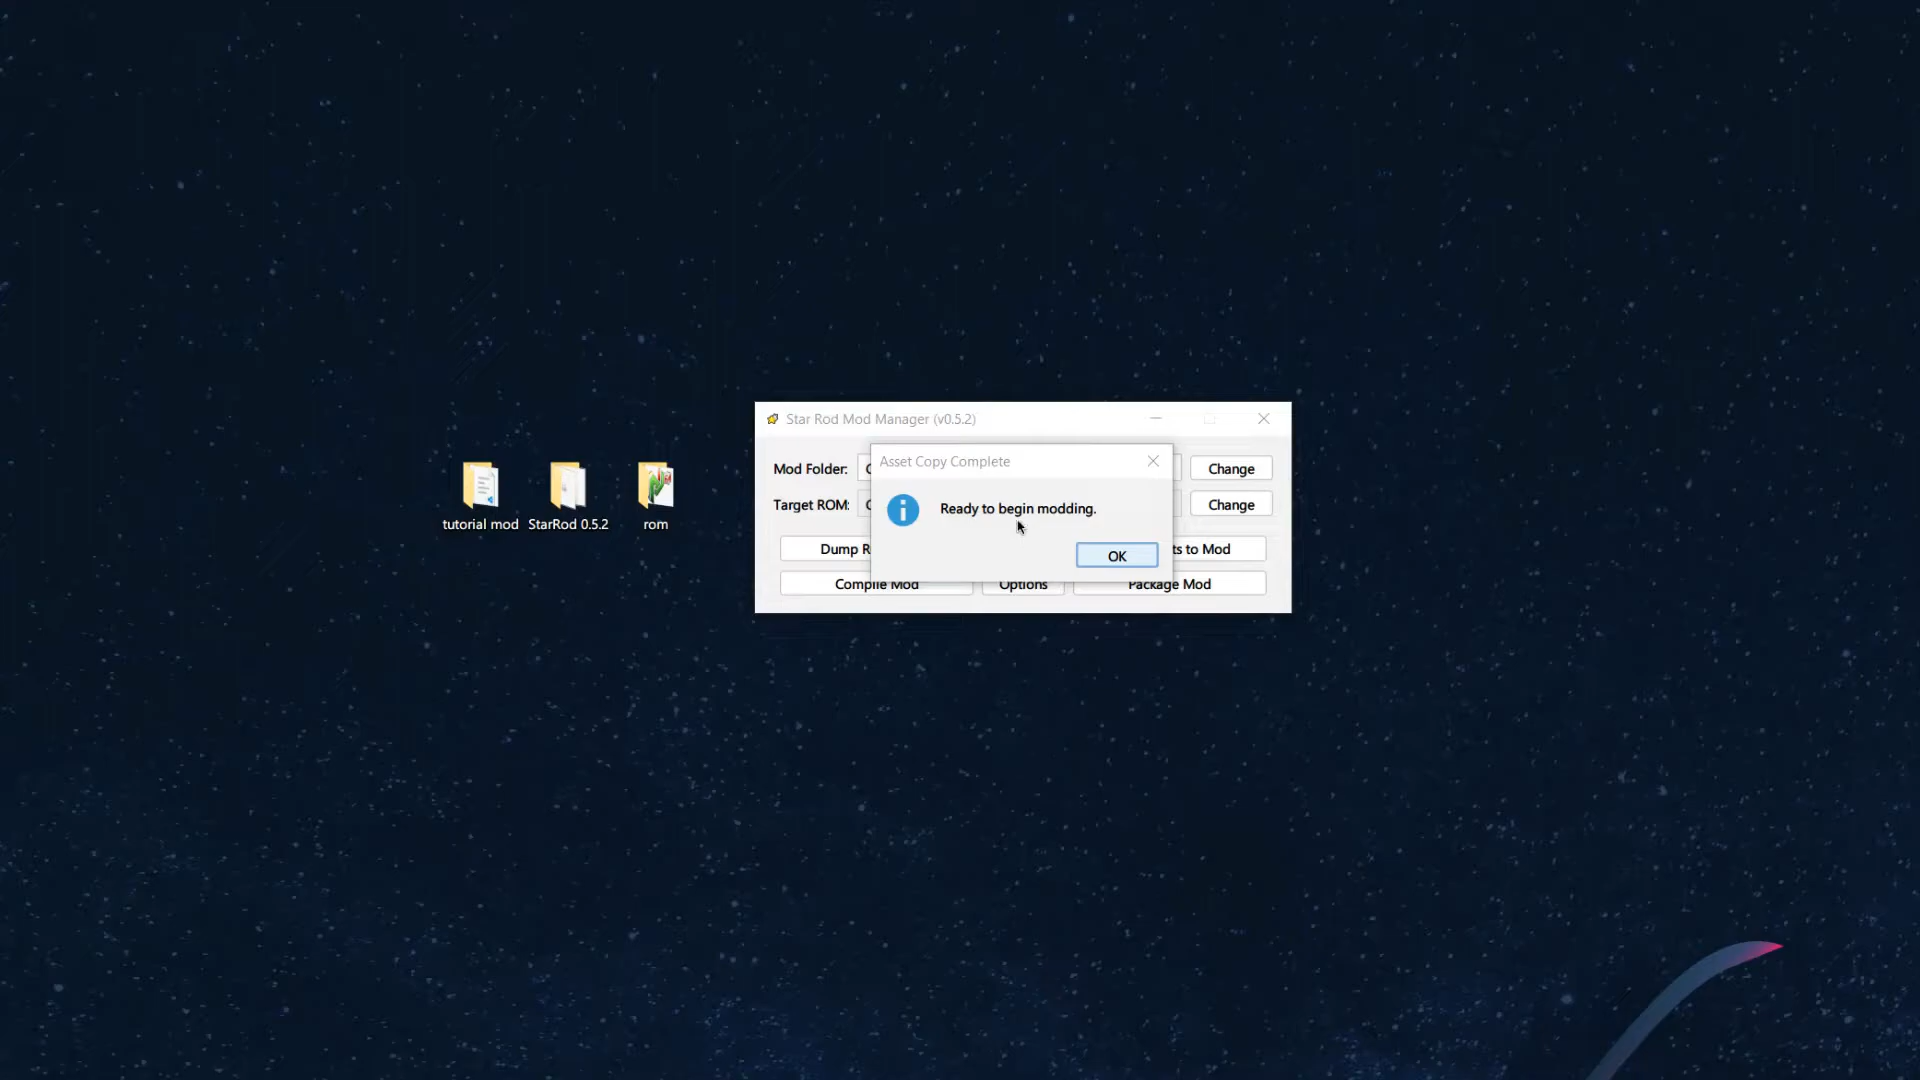 Star Rod Mod Manager (v0.5.2)
Asset Copy Complete
Mod Folder:
Change
Ready to begin modding.
Target ROM:
Change
tutorial mod
StarRod 0.5.2
rom
Dump
OK
to Mod
Compile Mod
Options
Package Mod